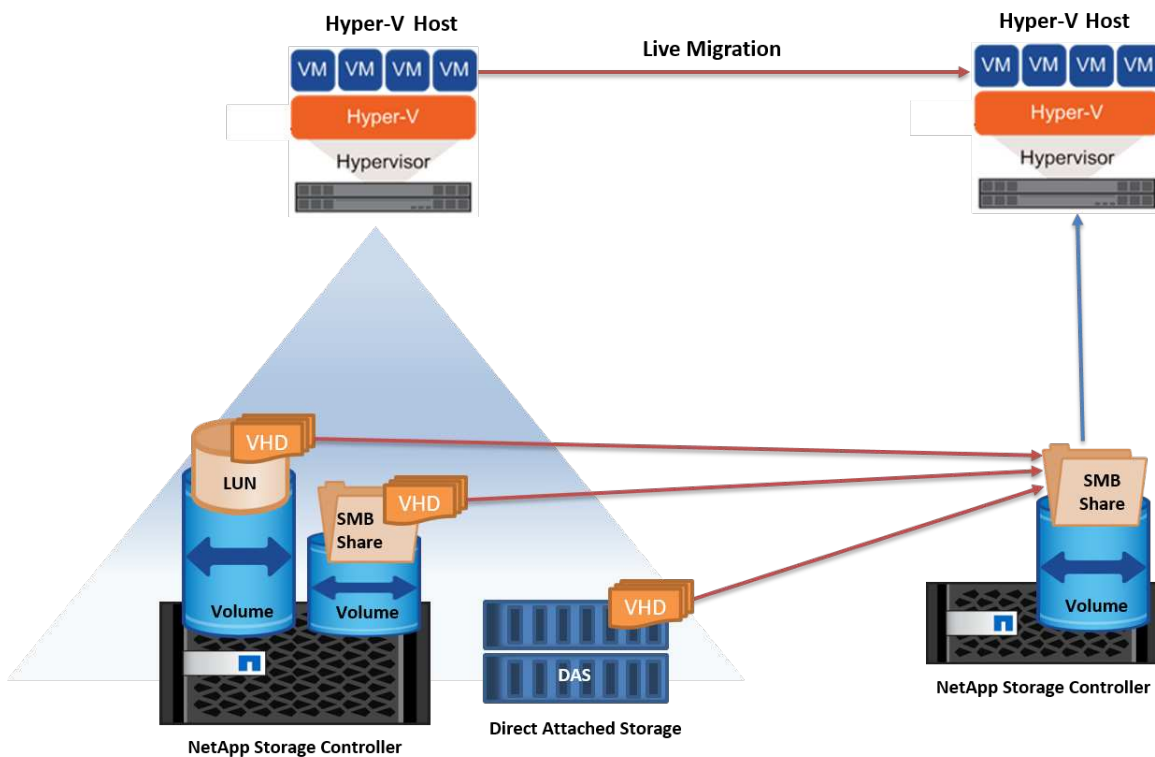 Hyper-V Host
Hyper-V Host
Live Migration
VM VM VM VM
VM VM VM VM
Hyper-V
Hyper-V
Hypervisor
Hypervisor
VHD
LUN
VHD
SMB
Share
SMB
Share
VHD
Volume
Volume
Volume
DAS
NetApp Storage Controller
Direct Attached Storage
NetApp Storage Controller